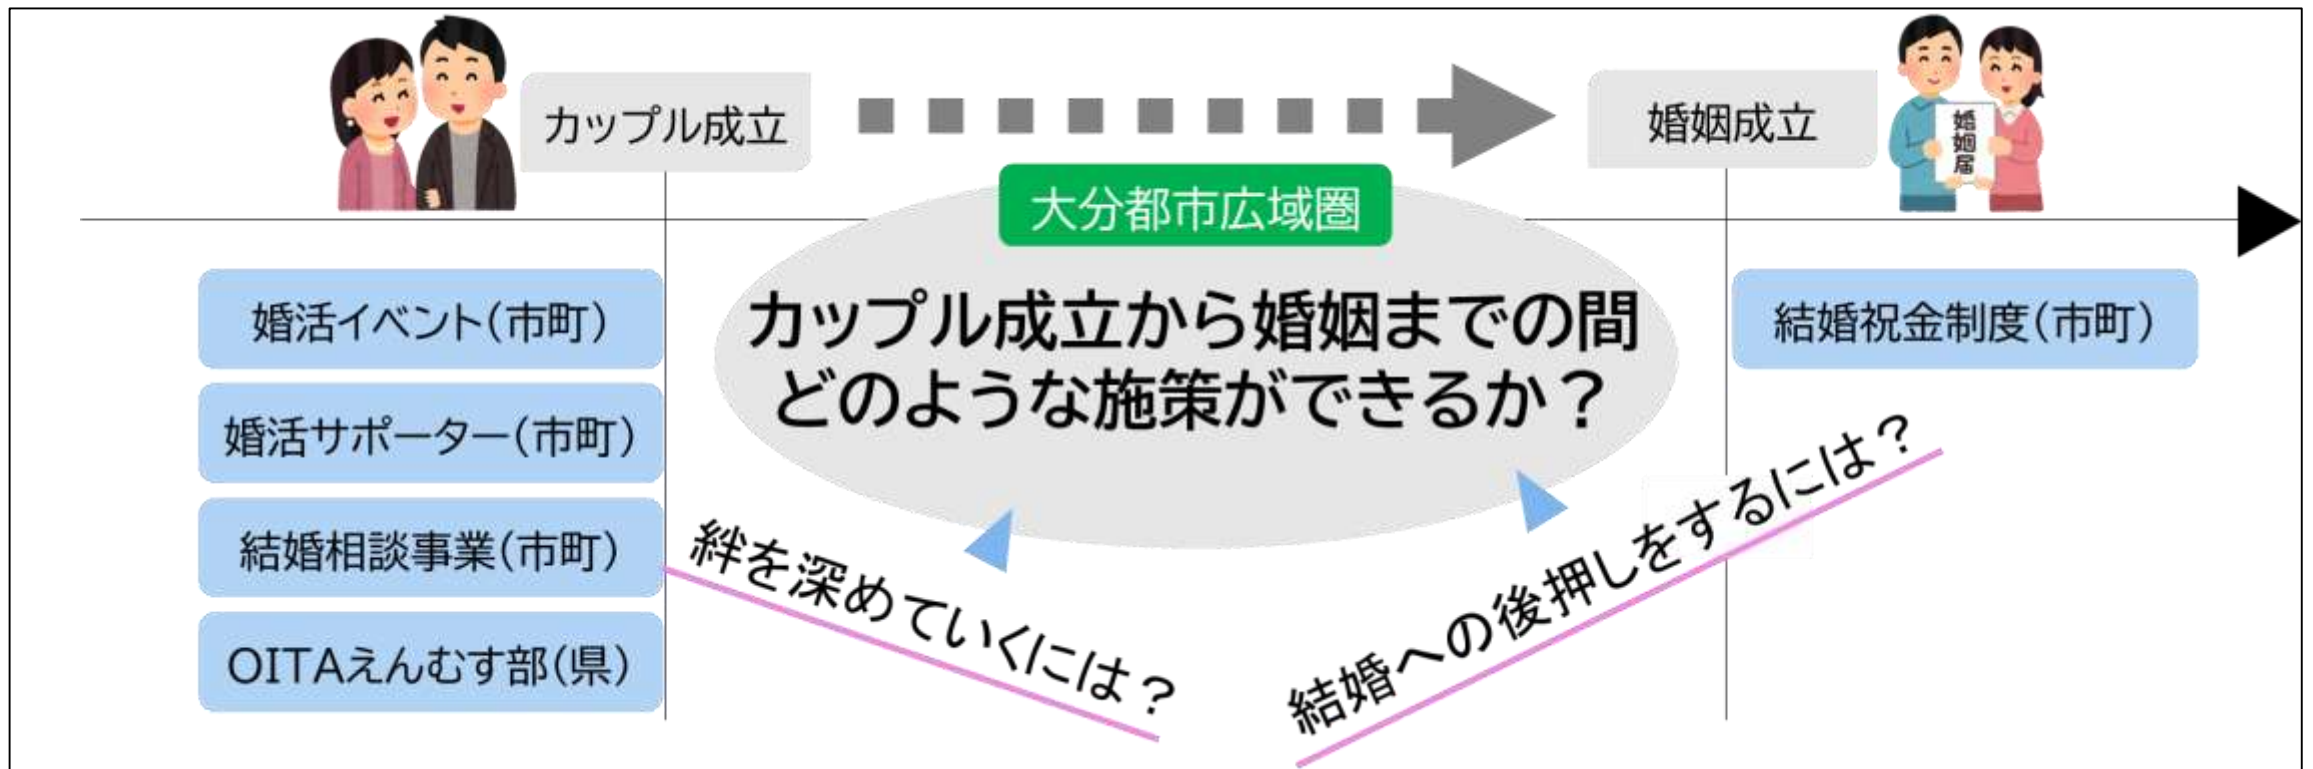 カップル成立
婚姻成立
婚姻届
大分都市広域圏
カップル成立から婚姻までの間
どのような施策ができるか？
婚活イベント(市町)
婚活サポーター(市町)
結婚相談事業(市町)
OITAえんむす部(県)
結婚祝金制度(市町)
絆を深めていくには？
結婚への後押しをするには？